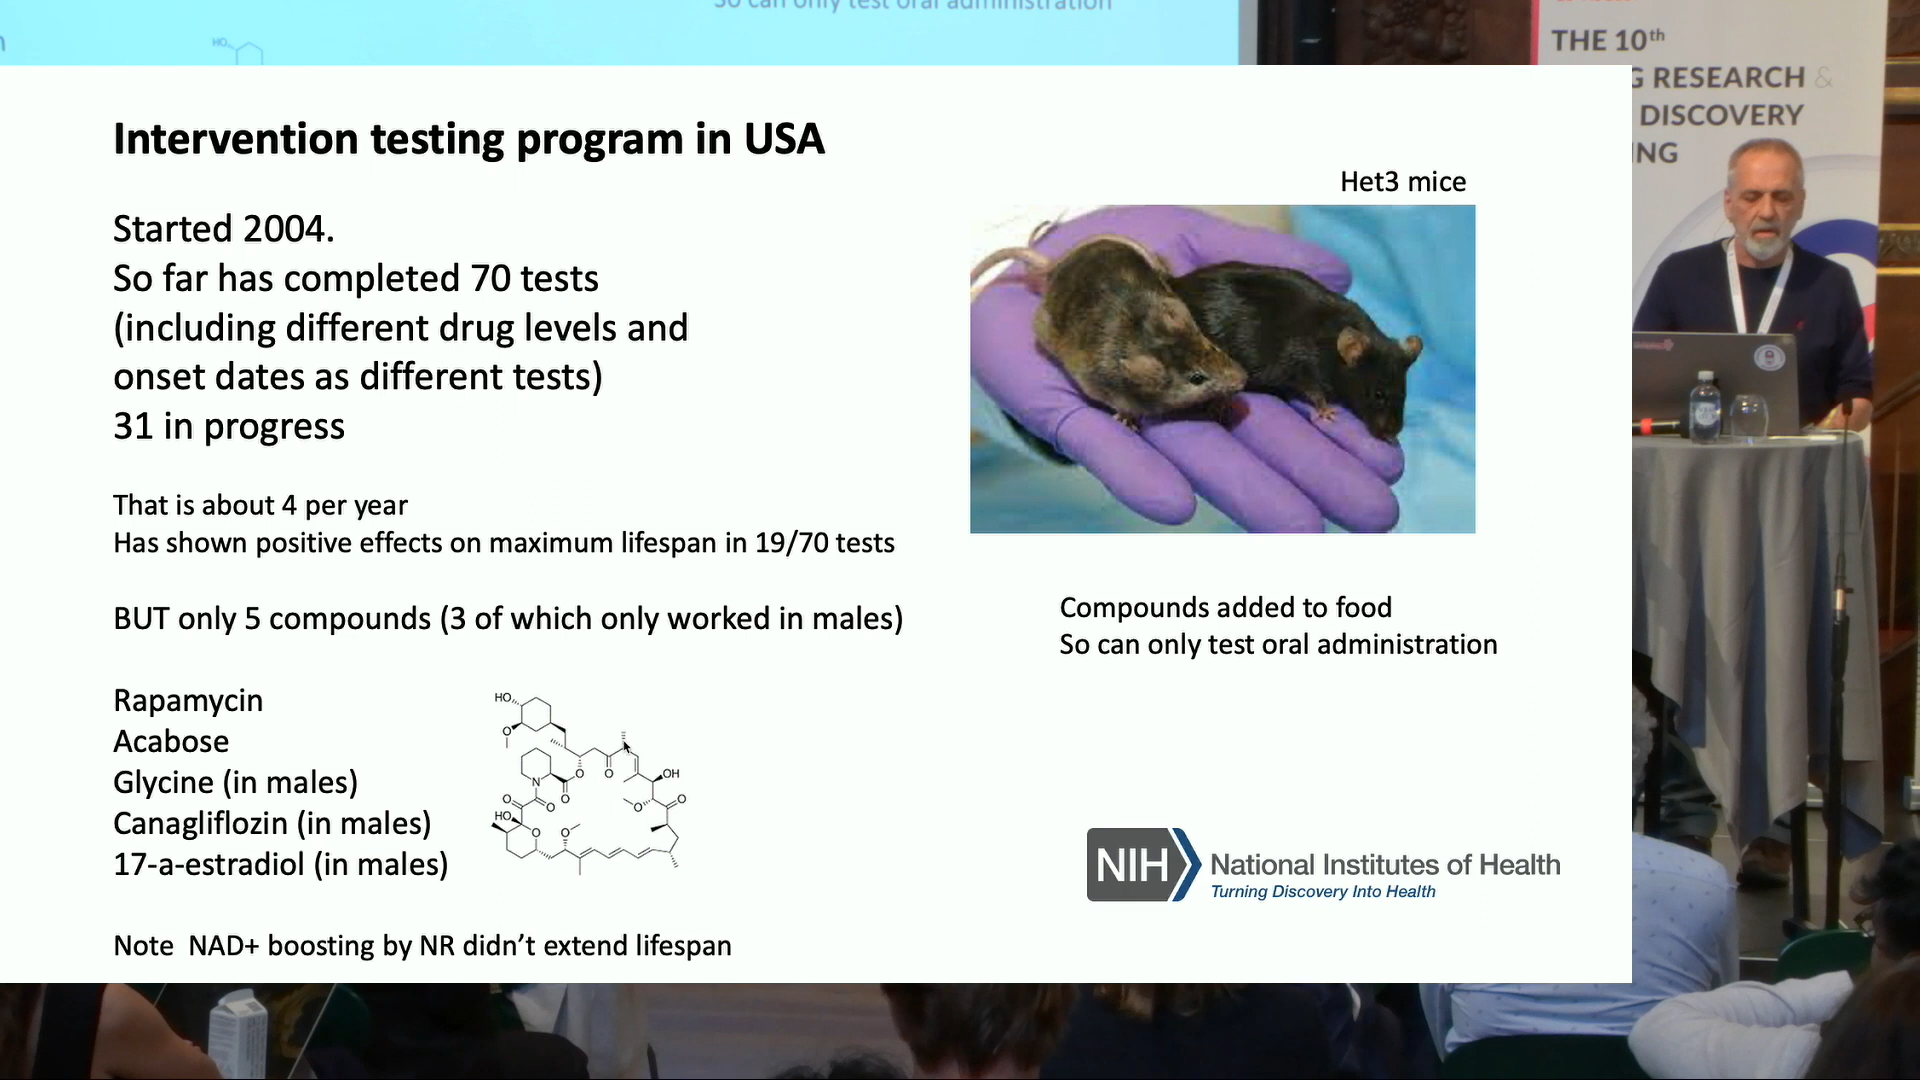 So can only test oral administration
HO
THE 10th
G RESEARCH &
DISCOVERY
ING
Intervention testing program in USA
Het3 mice
Started 2004.
So far has completed 70 tests
(including different drug levels and
onset dates as different tests)
31 in progress
That is about 4 per year
Has shown positive effects on maximum lifespan in 19/70 tests
BUT only 5 compounds (3 of which only worked in males)
Compounds added to food
So can only test oral administration
Rapamycin
Acabose
Glycine (in males)
Canagliflozin (in males)
17-a-estradiol (in males)
HO
O
O
O
OH
N
O
O
O
O
O
HO
O
O
NIH National Institutes of Health
Turning Discovery Into Health
Note NAD+ boosting by NR didn't extend lifespan